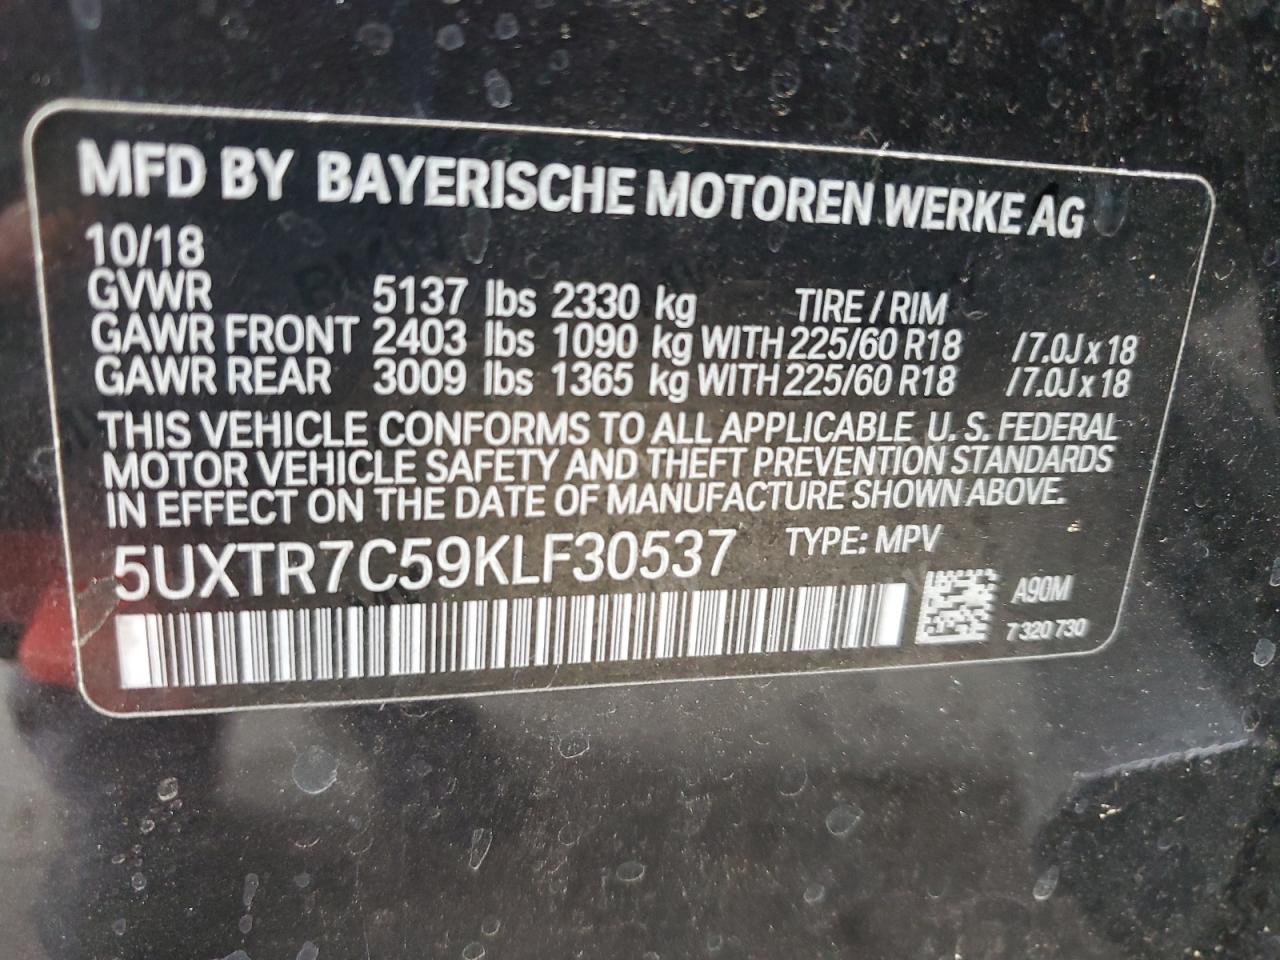 MFD BY BAYERISCHE MOTOREN WERKE AG
10/18
GVWR 5137 lbs 2330 kg TIRE / RIM
GAWR FRONT 2403 lbs 1090 kg WITH 225/60 R18 / 7.0J x 18
GAWR REAR 3009 lbs 1365 kg WITH 225/60 R18 / 7.0J x 18
THIS VEHICLE CONFORMS TO ALL APPLICABLE U. S. FEDERAL
MOTOR VEHICLE SAFETY AND THEFT PREVENTION STANDARDS
IN EFFECT ON THE DATE OF MANUFACTURE SHOWN ABOVE.
5UXTR7C59KLF30537 TYPE: MPV
A90M
7 320 730